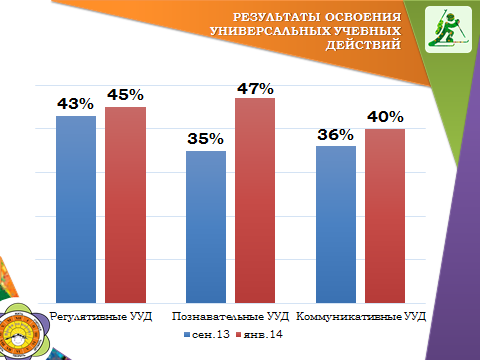 РЕЗУЛЬТАТЫ ОСВОЕНИЯ
УНИВЕРСАЛЬНЫХ УЧЕБНЫХ
ДЕЙСТВИЙ
43%
45%
35%
47%
36%
40%
Регулятивные УУД
Познавательные УУД
Коммуникативные УУД
сен.13
янв.14